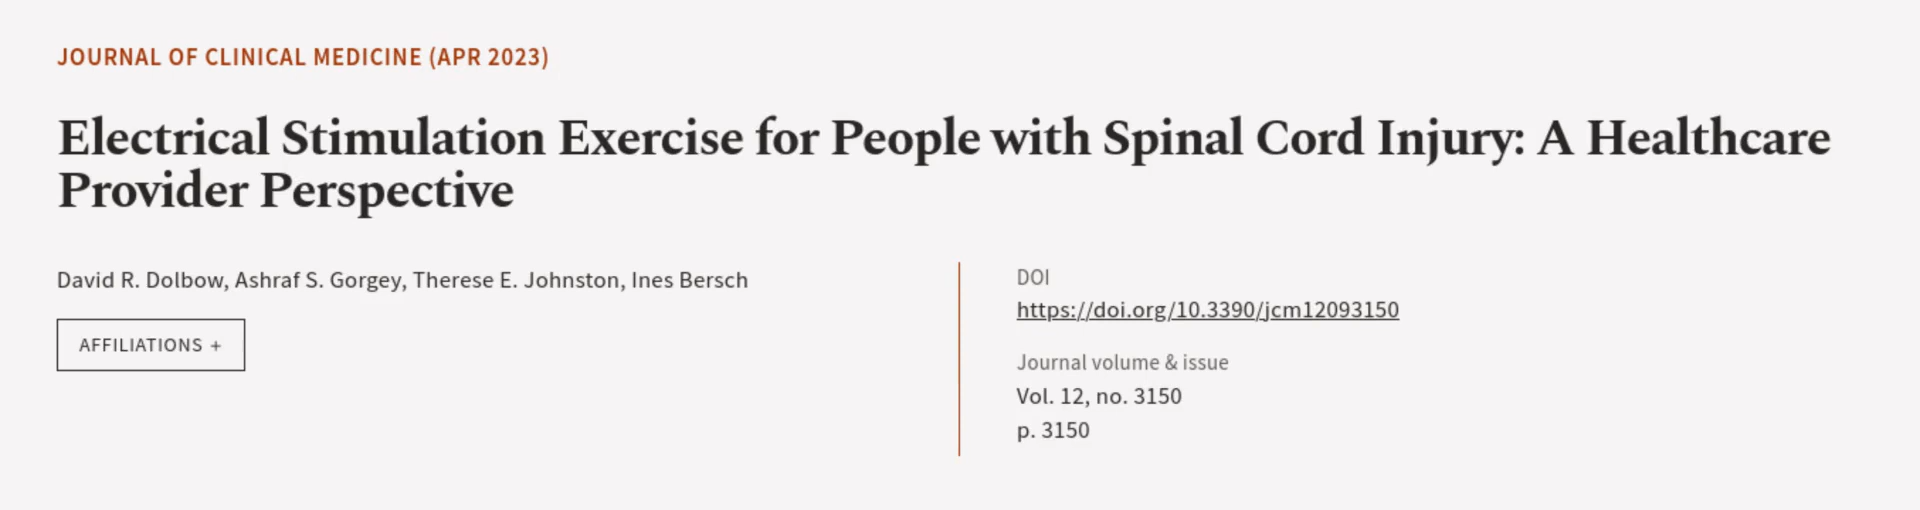 JOURNAL OF CLINICAL MEDICINE (APR 2023)
Electrical Stimulation Exercise for People with Spinal Cord Injury: A Healthcare
Provider Perspective
David R. Dolbow, Ashraf S. Gorgey, Therese E. Johnston, Ines Bersch
AFFILIATIONS +
DOI
https://doi.org/10.3390/jcm12093150
Journal volume & issue
Vol. 12, no. 3150
p. 3150